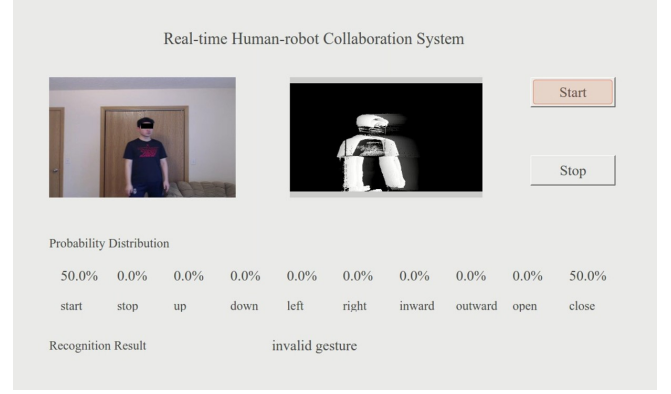 Real-time Human-robot Collaboration System
Start
Stop
Probability Distribution
50.0% 0.0% 0.0% 0.0% 0.0% 0.0% 0.0% 0.0% 0.0% 50.0%
start stop up down left right inward outward open close
Recognition Result invalid gesture